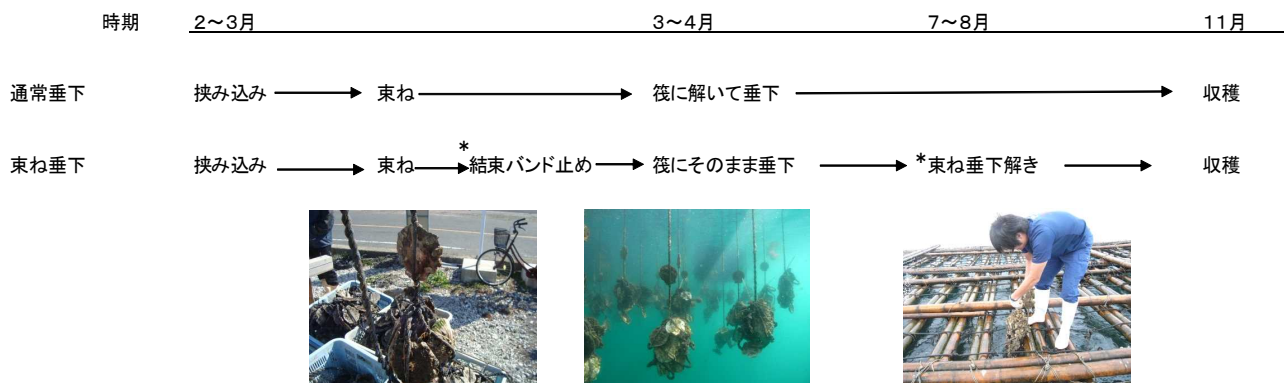 時期 2～3月 3～4月 7～8月 11月
通常垂下 挟み込み 束ね 筏に解いて垂下 収穫
束ね垂下 挟み込み 束ね *結束バンド止め 筏にそのまま垂下 *束ね垂下解き 収穫